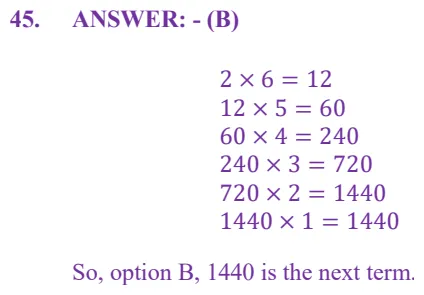 45. ANSWER: - (B)
2 × 6 = 12
12 × 5 = 60
60 × 4 = 240
240 × 3 = 720
720 × 2 = 1440
1440 × 1 = 1440
So, option B, 1440 is the next term.